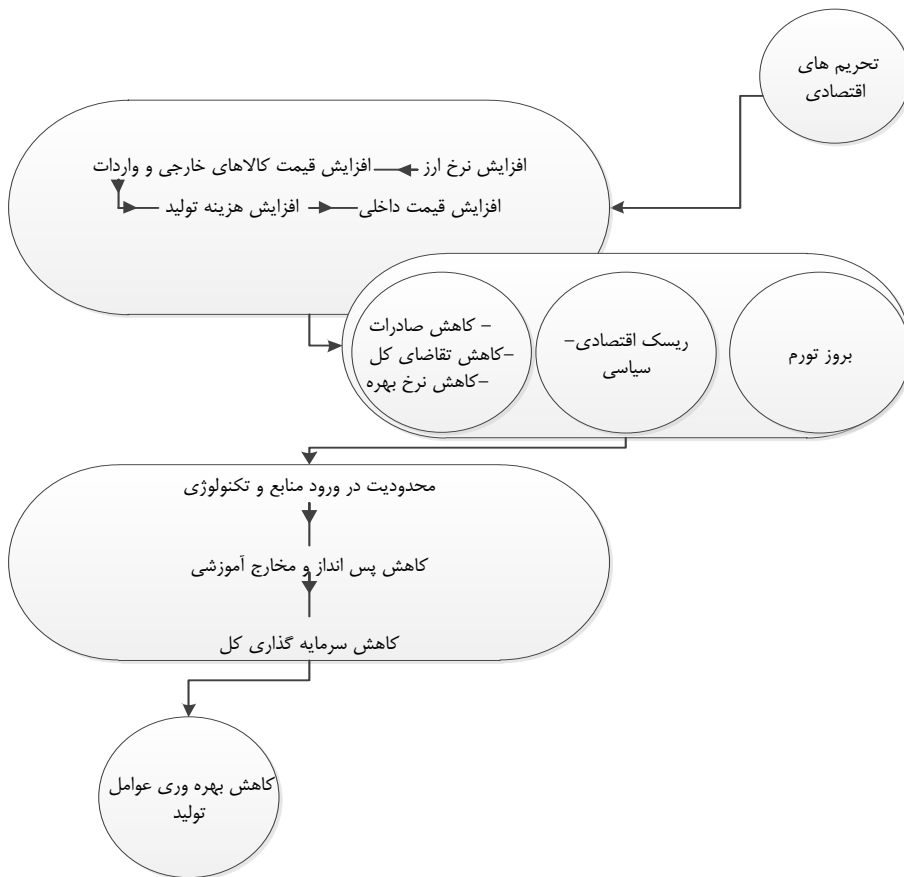 تحریم های
اقتصادی
افزایش نرخ ارز
افزایش قیمت کالاهای خارجی و واردات
افزایش هزینه تولید
افزایش قیمت داخلی
– کاهش صادرات
–کاهش تقاضای کل
–کاهش نرخ بهره
ریسک اقتصادی–
سیاسی
بروز تورم
محدودیت در ورود منابع و تکنولوژی
کاهش پس انداز و مخارج آموزشی
کاهش سرمایه گذاری کل
کاهش بهره وری عوامل
تولید